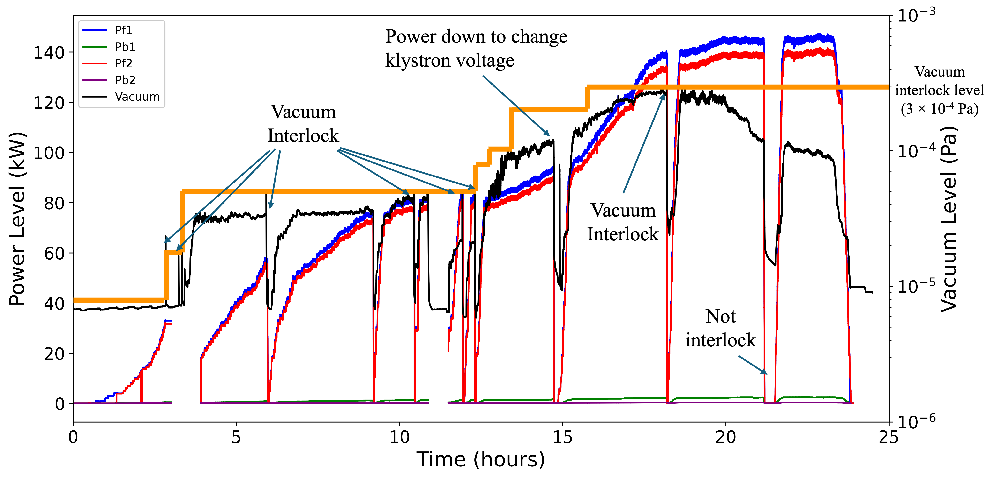 Pf1
Pb1
Pf2
Pb2
Vacuum
Power down to change
klystron voltage
Vacuum
Interlock
Vacuum
Interlock
Not
interlock
Vacuum
interlock level
(3 × 10⁻⁴ Pa)
Power Level (kW)
0
20
40
60
80
100
120
140
Vacuum Level (Pa)
10⁻³
10⁻⁴
10⁻⁵
10⁻⁶
0
5
10
15
20
25
Time (hours)